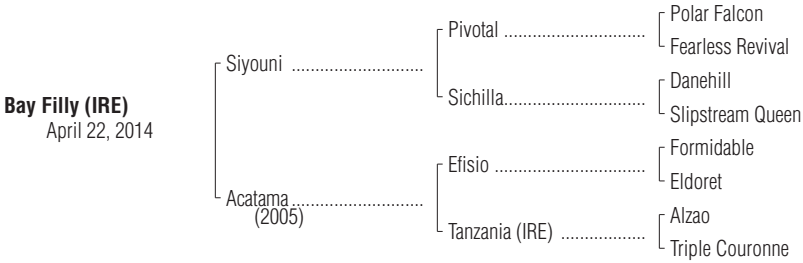 Polar Falcon
Pivotal ..............................
Fearless Revival
Siyouni ............................
Danehill
Sichilla..............................
Slipstream Queen
Bay Filly (IRE)
April 22, 2014
Formidable
Efisio ................................
Eldoret
Acatama............................
(2005)
Alzao
Tanzania (IRE) ..................
Triple Couronne